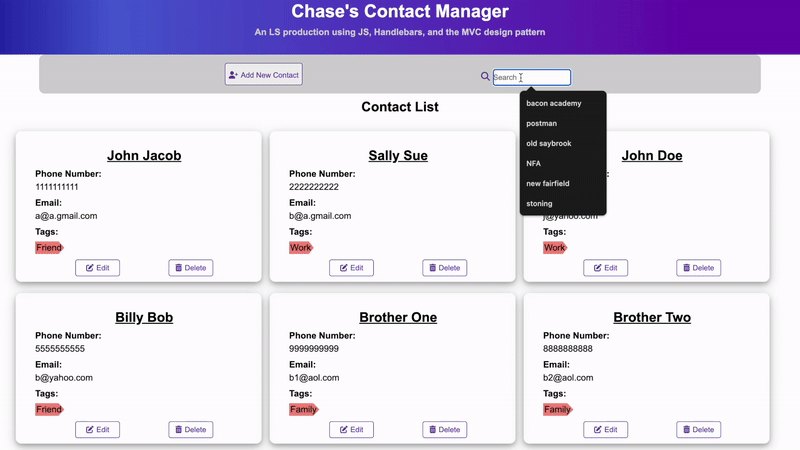 Chase's Contact Manager
An LS production using JS, Handlebars, and the MVC design pattern
Add New Contact
Search
bacon academy
postman
old saybrook
NFA
new fairfield
stoning
Contact List
John Jacob
Phone Number:
1111111111
Email:
a@a.gmail.com
Tags:
Friend
Edit
Delete
Sally Sue
Phone Number:
2222222222
Email:
b@a.gmail.com
Tags:
Work
Edit
Delete
John Doe
j@yahoo.com
Tags:
Work
Edit
Delete
Billy Bob
Phone Number:
5555555555
Email:
b@yahoo.com
Tags:
Friend
Edit
Delete
Brother One
Phone Number:
9999999999
Email:
b1@aol.com
Tags:
Family
Edit
Delete
Brother Two
Phone Number:
8888888888
Email:
b2@aol.com
Tags:
Family
Edit
Delete